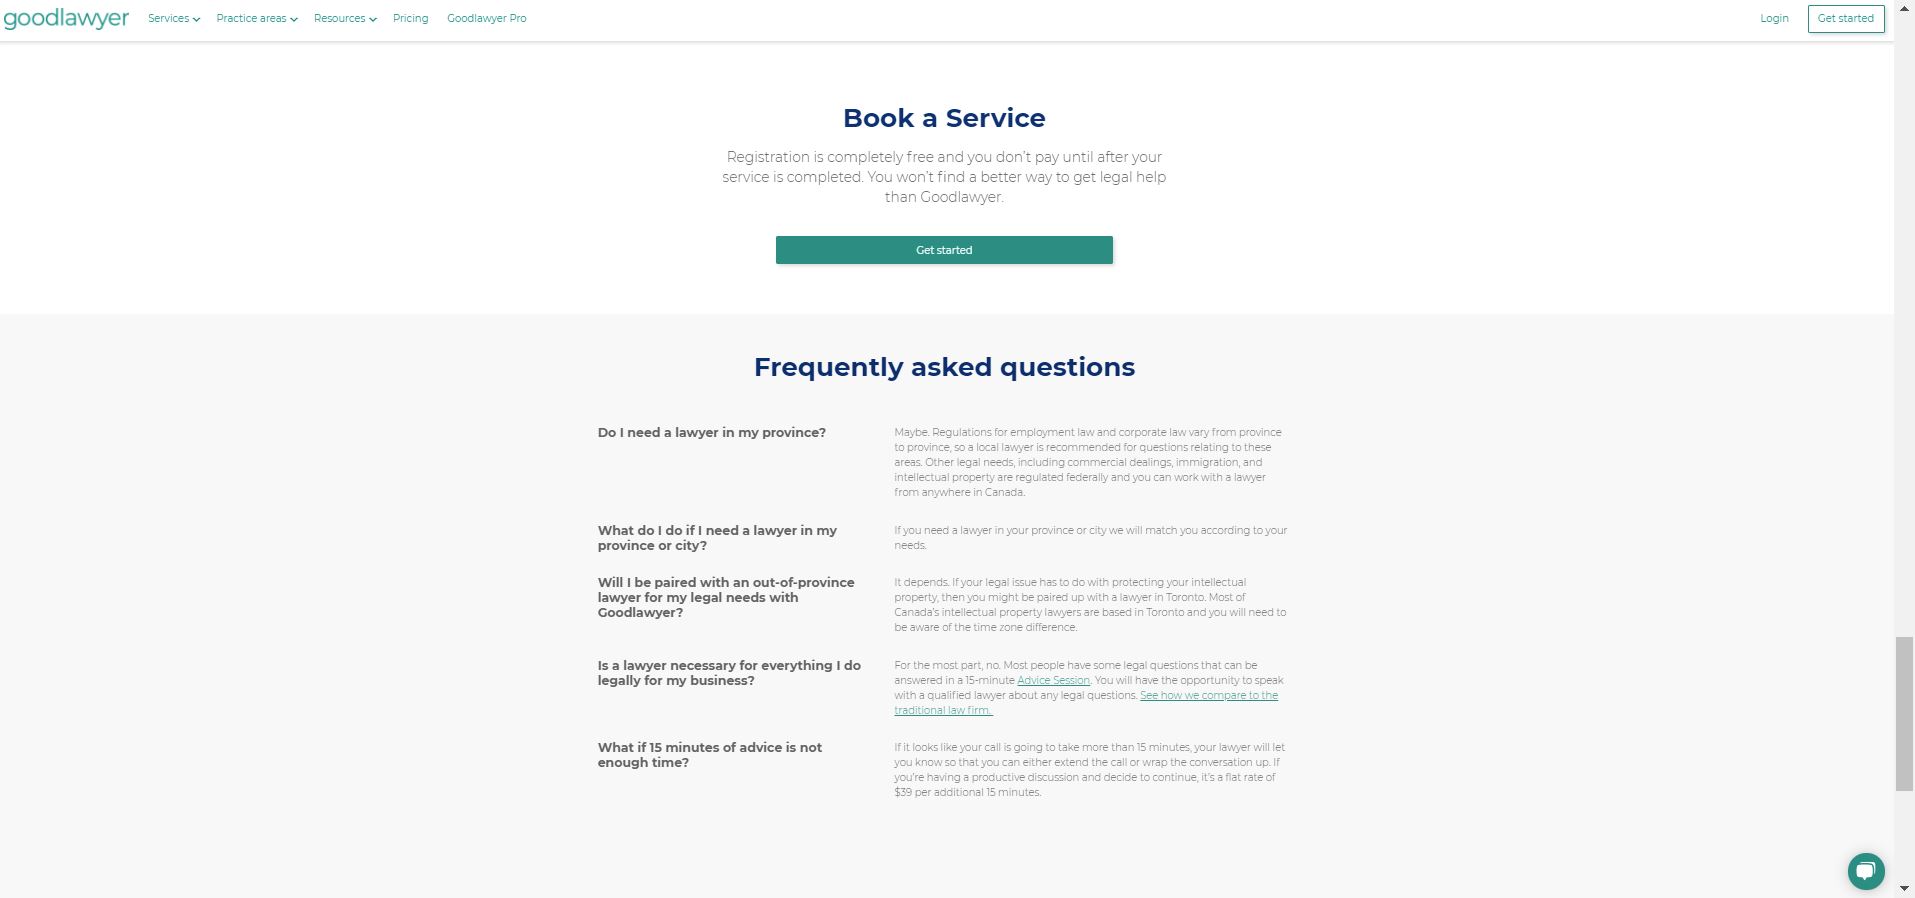 goodlawyer Services Practice areas Resources Pricing Goodlawyer Pro Login Get started
Book a Service
Registration is completely free and you don't pay until after your
service is completed. You won't find a better way to get legal help
than Goodlawyer.
Get started
Frequently asked questions
Do I need a lawyer in my province?
Maybe. Regulations for employment law and corporate law vary from province
to province, so a local lawyer is recommended for questions relating to these
areas. Other legal needs, including commercial dealings, immigration, and
intellectual property are regulated federally and you can work with a lawyer
from anywhere in Canada.
What do I do if I need a lawyer in my
province or city?
If you need a lawyer in your province or city we will match you according to your
needs.
Will I be paired with an out-of-province
lawyer for my legal needs with
Goodlawyer?
It depends. If your legal issue has to do with protecting your intellectual
property, then you might be paired up with a lawyer in Toronto. Most of
Canada's intellectual property lawyers are based in Toronto and you will need to
be aware of the time zone difference.
Is a lawyer necessary for everything I do
legally for my business?
For the most part, no. Most people have some legal questions that can be
answered in a 15-minute Advice Session. You will have the opportunity to speak
with a qualified lawyer about any legal questions. See how we compare to the
traditional law firm.
What if 15 minutes of advice is not
enough time?
If it looks like your call is going to take more than 15 minutes, your lawyer will let
you know so that you can either extend the call or wrap the conversation up. If
you're having a productive discussion and decide to continue, it's a flat rate of
$39 per additional 15 minutes.